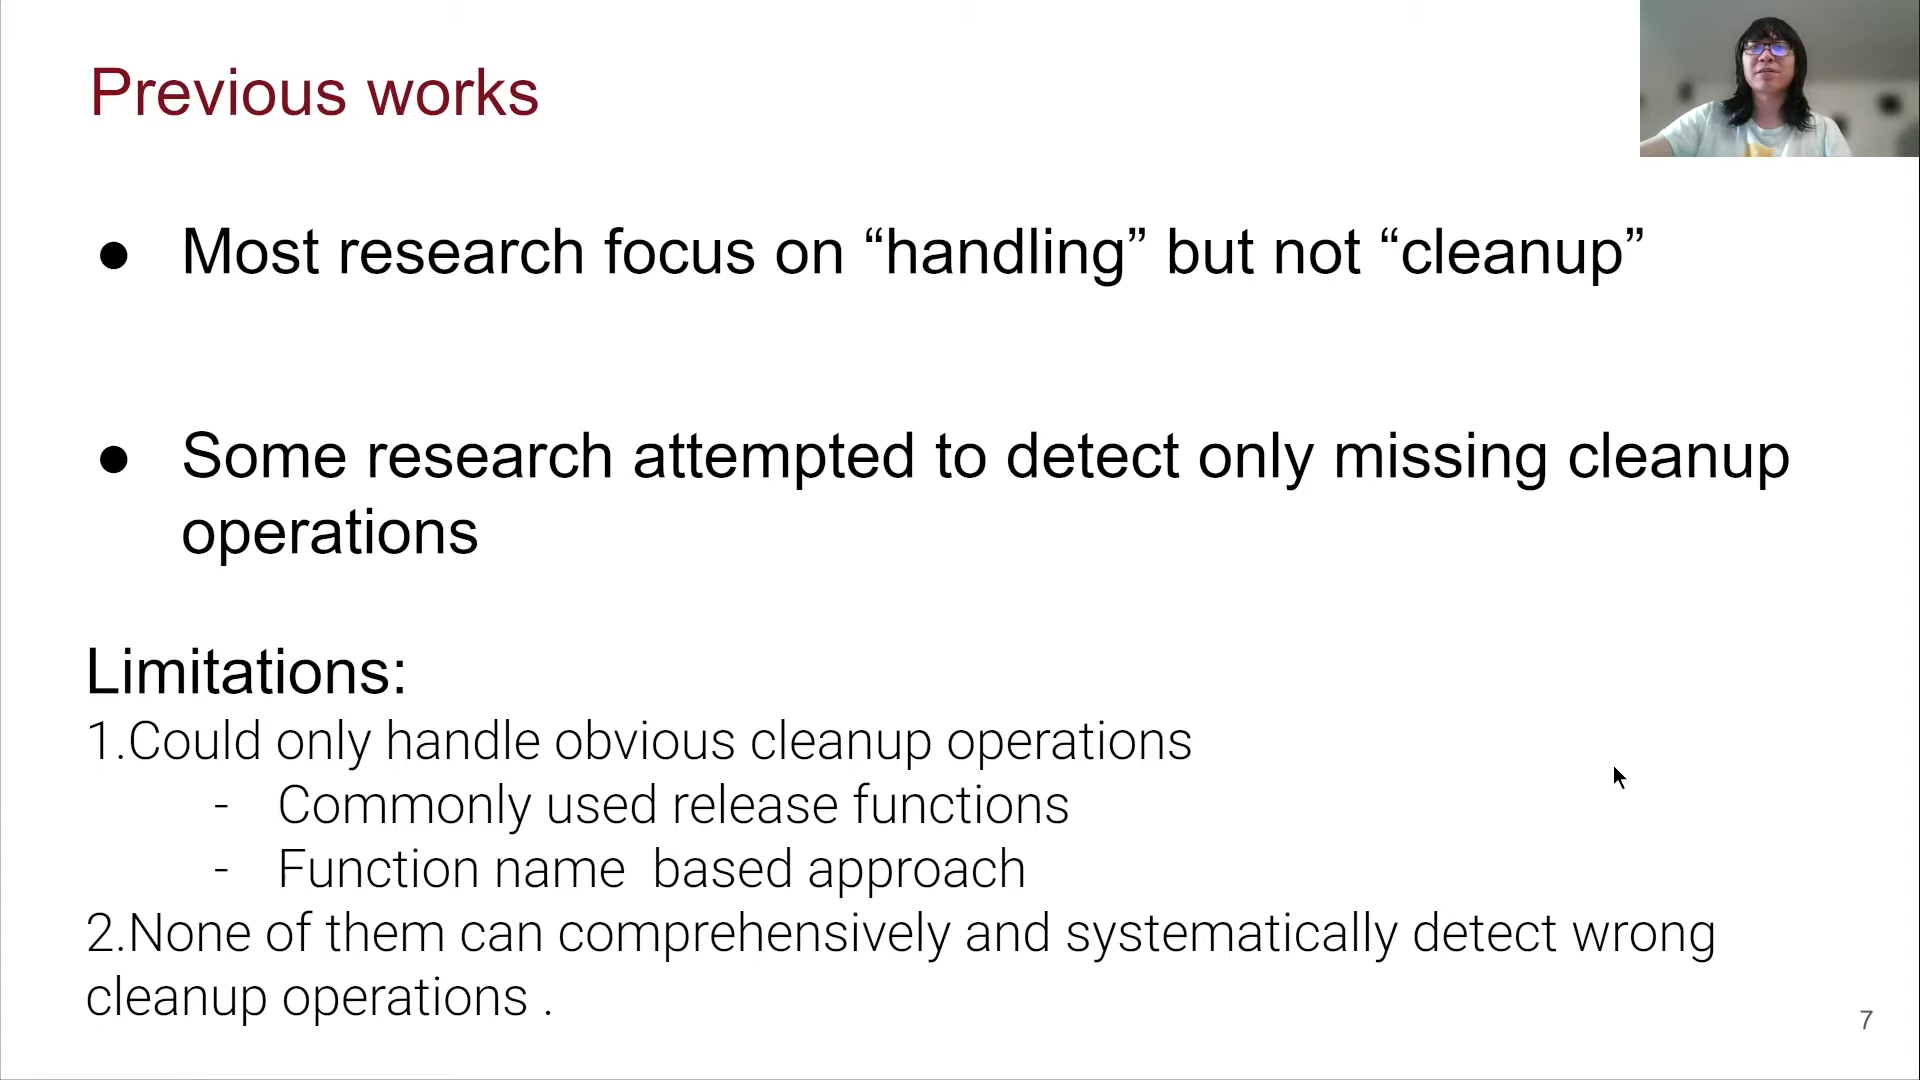 Previous works
● Most research focus on “handling” but not “cleanup”
● Some research attempted to detect only missing cleanup
operations
Limitations:
1.Could only handle obvious cleanup operations
- Commonly used release functions
- Function name  based approach
2.None of them can comprehensively and systematically detect wrong
cleanup operations .
7